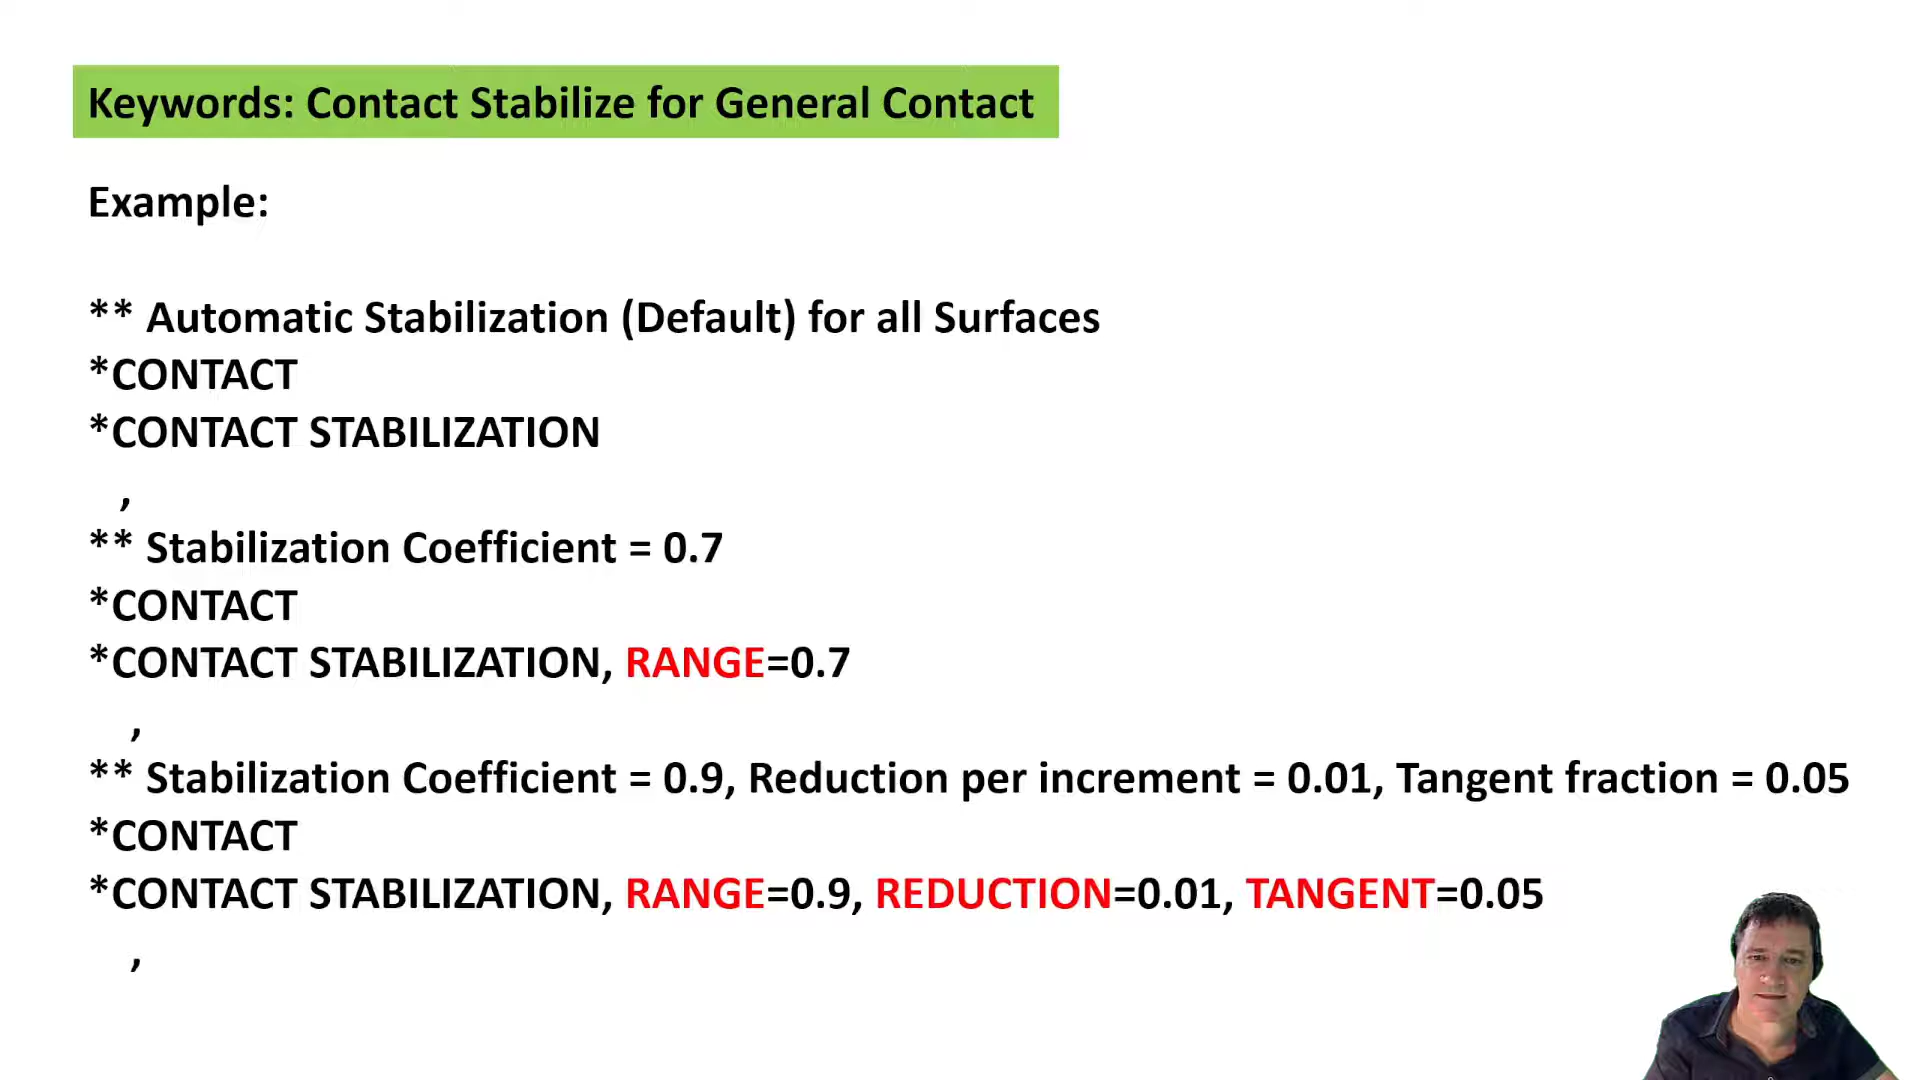 Keywords: Contact Stabilize for General Contact
Example:
** Automatic Stabilization (Default) for all Surfaces
*CONTACT
*CONTACT STABILIZATION
,
** Stabilization Coefficient = 0.7
*CONTACT
*CONTACT STABILIZATION, RANGE=0.7
,
** Stabilization Coefficient = 0.9, Reduction per increment = 0.01, Tangent fraction = 0.05
*CONTACT
*CONTACT STABILIZATION, RANGE=0.9, REDUCTION=0.01, TANGENT=0.05
,